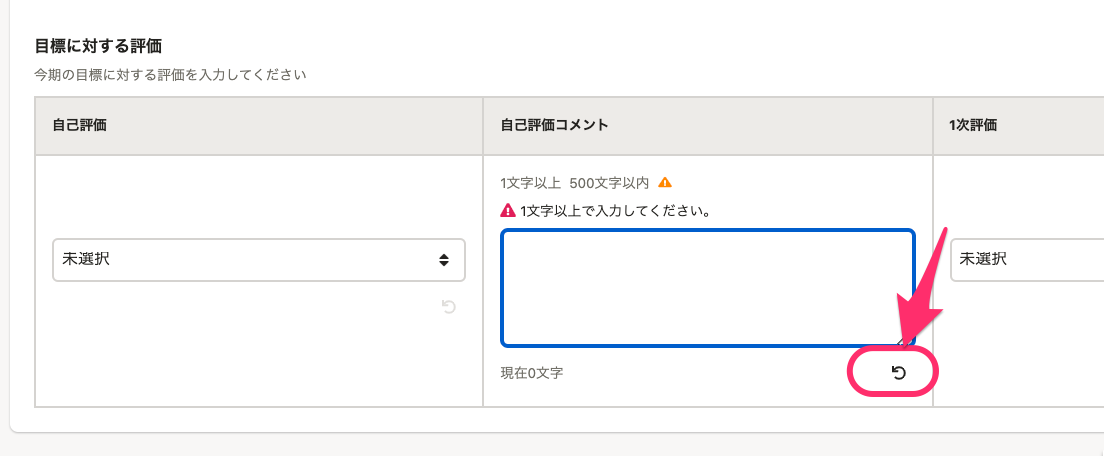 目標に対する評価
今期の目標に対する評価を入力してください
自己評価
自己評価コメント
1次評価
1文字以上 500文字以内
1文字以上で入力してください。
未選択
未選択
現在0文字